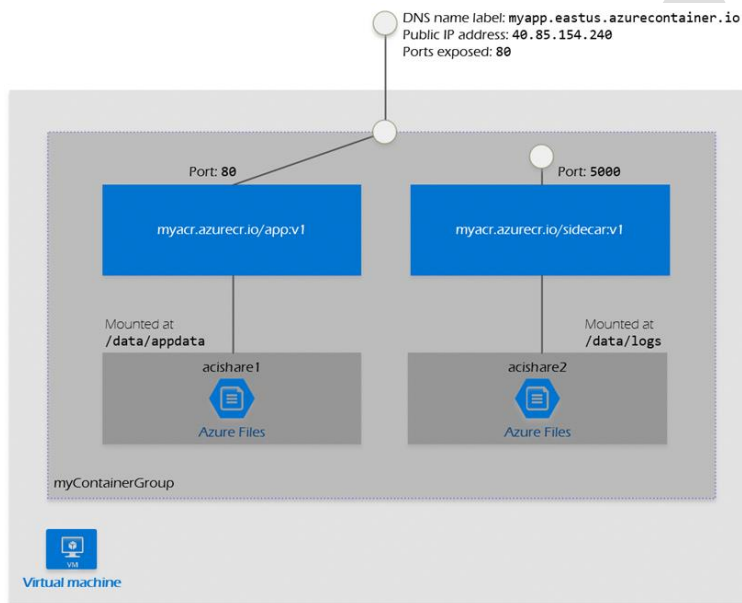 DNS name label: myapp.eastus.azurecontainer.io
Public IP address: 40.85.154.240
Ports exposed: 80
Port: 80
Port: 5000
myacr.azurecr.io/app:v1
myacr.azurecr.io/sidecar:v1
Mounted at
/data/appdata
Mounted at
/data/logs
acishare1
acishare2
Azure Files
Azure Files
myContainerGroup
VM
Virtual machine